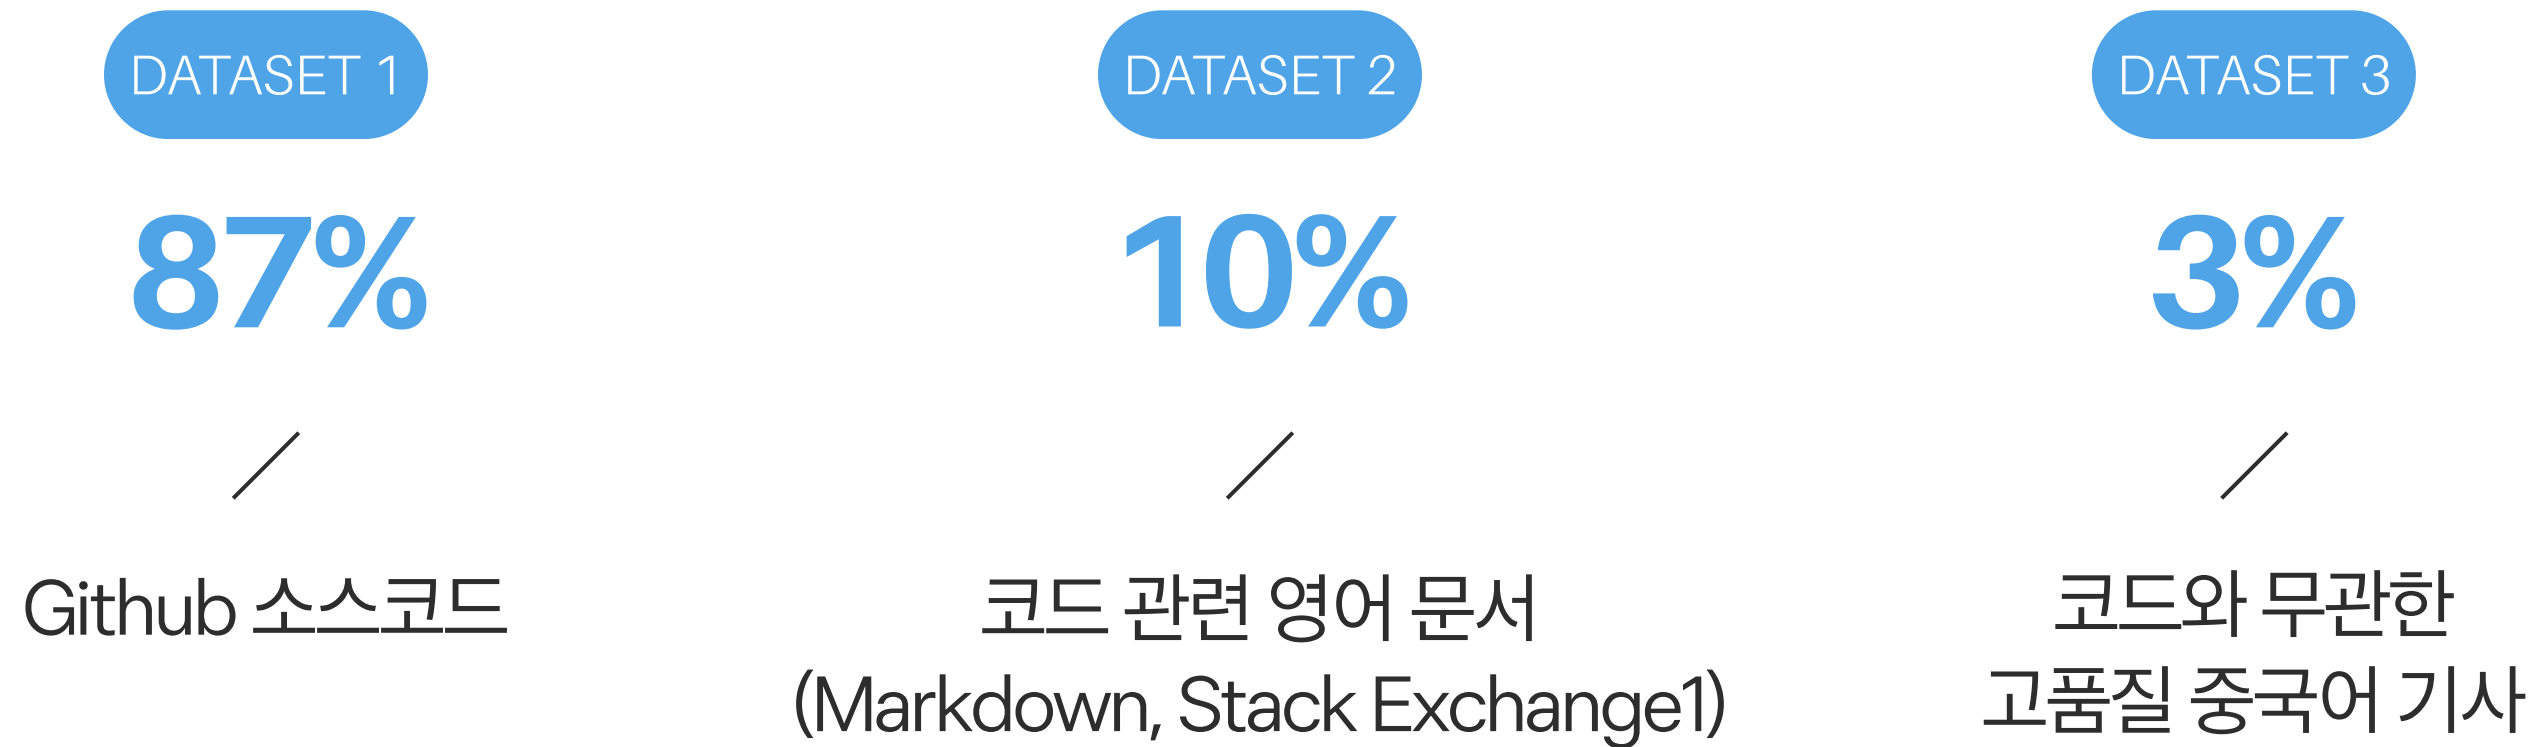 DATASET 1
87%
Github 소스코드
DATASET 2
10%
코드 관련 영어 문서
(Markdown, Stack Exchange1)
DATASET 3
3%
코드와 무관한
고품질 중국어 기사